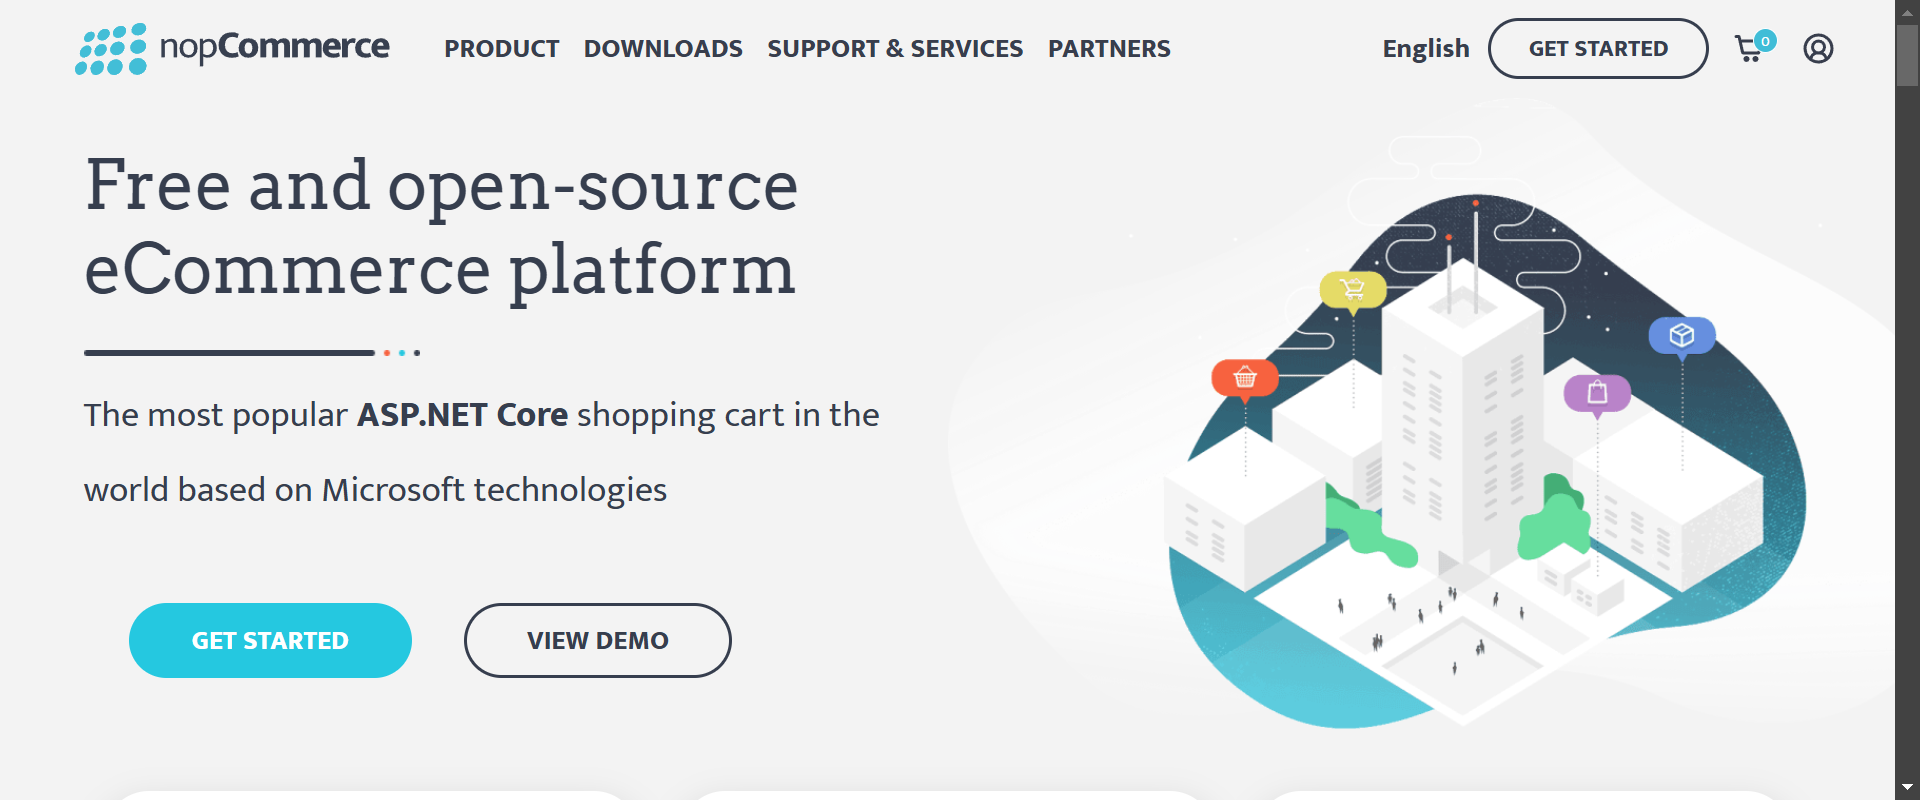 nopCommerce
PRODUCT DOWNLOADS SUPPORT & SERVICES PARTNERS
English GET STARTED 0
Free and open-source
eCommerce platform
The most popular ASP.NET Core shopping cart in the
world based on Microsoft technologies
GET STARTED VIEW DEMO